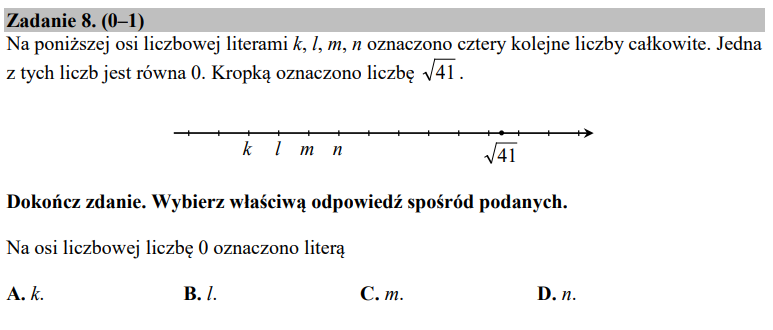 Zadanie 8. (0–1)
Na poniższej osi liczbowej literami k, l, m, n oznaczono cztery kolejne liczby całkowite. Jedna
z tych liczb jest równa 0. Kropką oznaczono liczbę √41.
k l m n √41
Dokończ zdanie. Wybierz właściwą odpowiedź spośród podanych.
Na osi liczbowej liczbę 0 oznaczono literą
A. k. B. l. C. m. D. n.